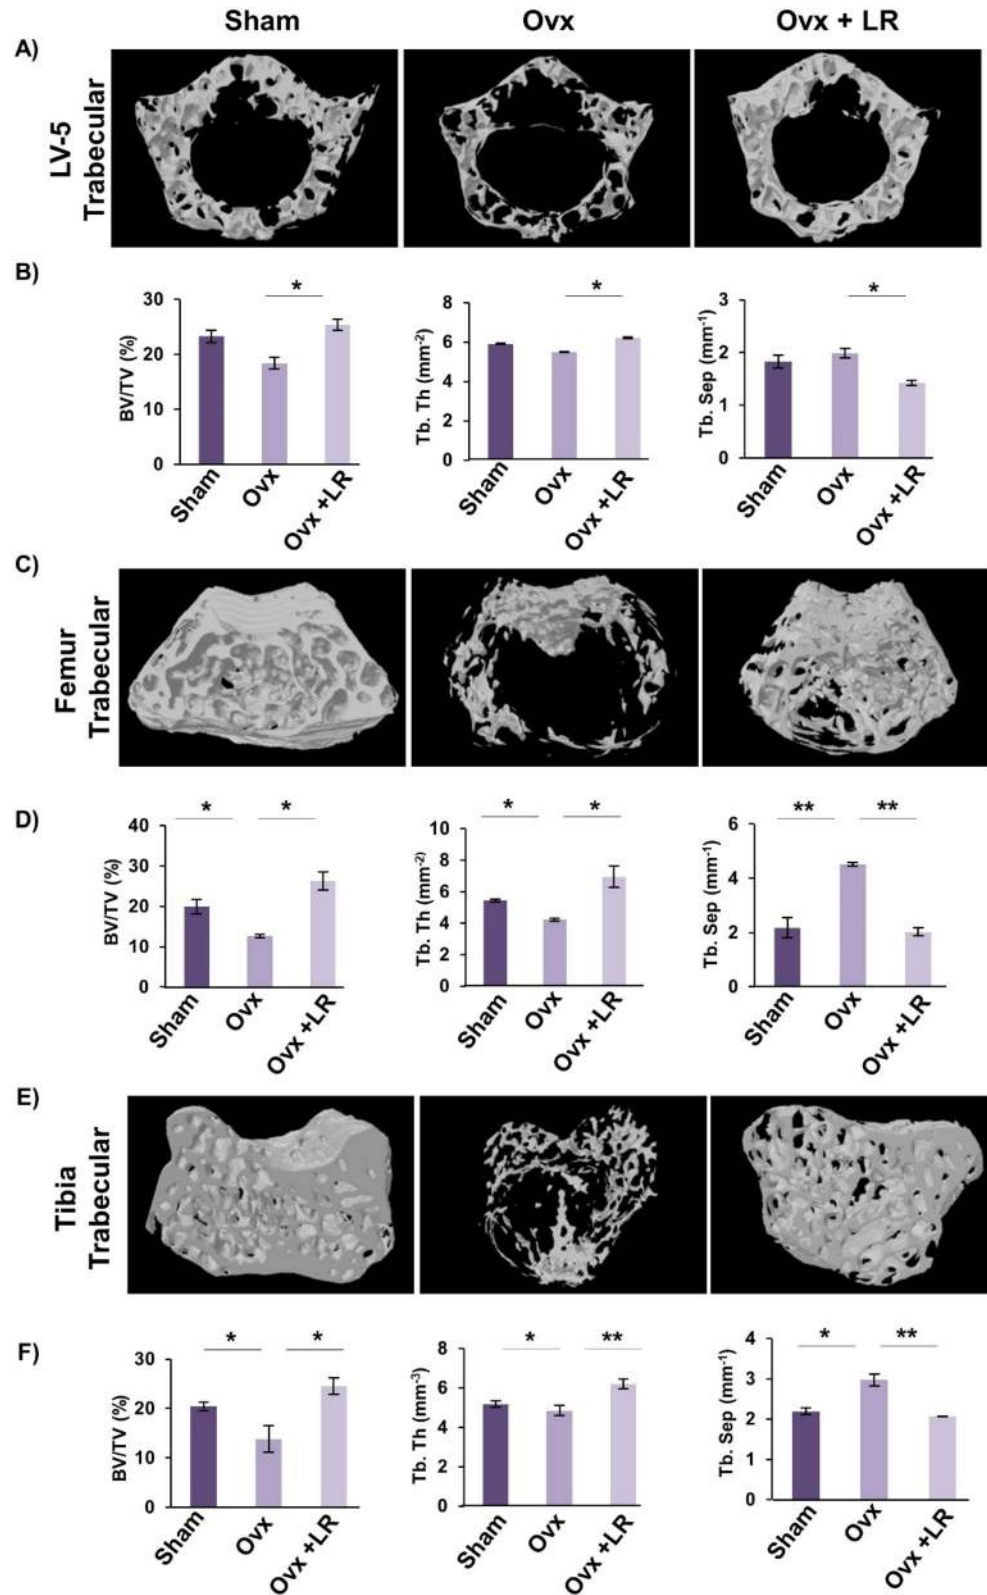 Sham Ovx Ovx + LR
A)
LV-5
Trabecular
B)
*
30
20
10
0
BV/TV (%)
Sham Ovx Ovx +LR
*
8
6
4
2
0
Tb. Th (mm⁻²)
Sham Ovx Ovx +LR
*
3
2
1
0
Tb. Sep (mm⁻¹)
Sham Ovx Ovx +LR
C)
Femur
Trabecular
D)
* *
40
30
20
10
0
BV/TV (%)
Sham Ovx Ovx +LR
* *
10
8
6
4
2
0
Tb. Th (mm⁻²)
Sham Ovx Ovx +LR
** **
6
4
2
0
Tb. Sep (mm⁻¹)
Sham Ovx Ovx +LR
E)
Tibia
Trabecular
F)
* *
30
20
10
0
BV/TV (%)
Sham Ovx Ovx +LR
* **
8
6
4
2
0
Tb. Th (mm⁻³)
Sham Ovx Ovx +LR
* **
4
3
2
1
0
Tb. Sep (mm⁻¹)
Sham Ovx Ovx +LR